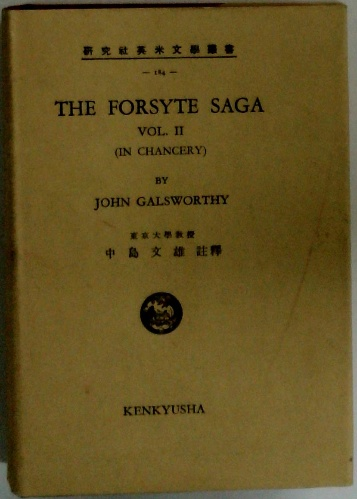 研究社英米文學叢書
— 184 —
THE FORSYTE SAGA
VOL. II
(IN CHANCERY)
BY
JOHN GALSWORTHY
東京大學教授
中島文雄註釋
KENKYUSHA